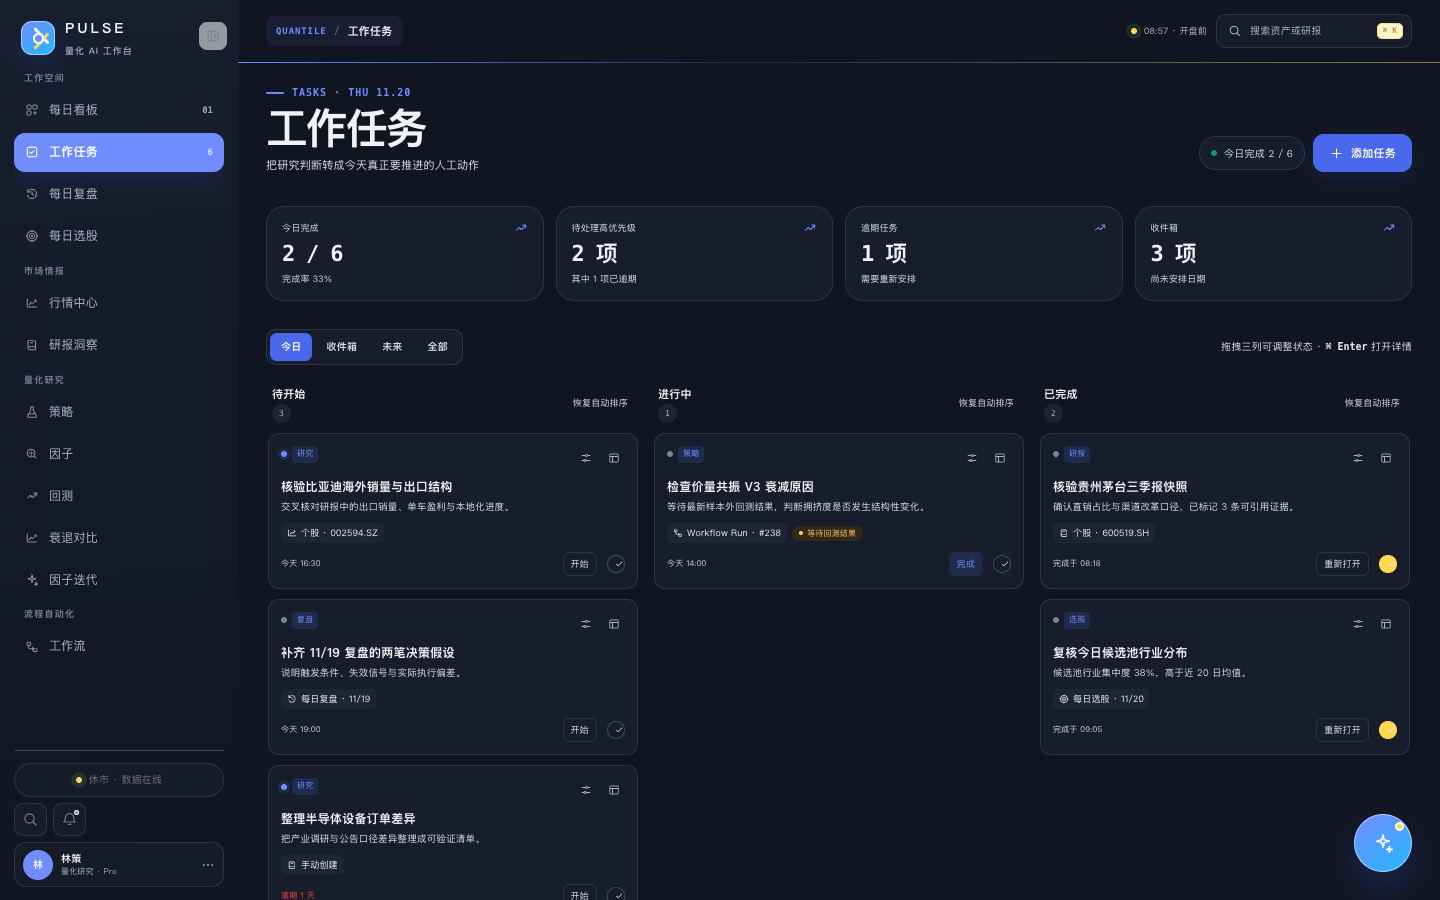 PULSE
量化 AI 工作台
工作空间
每日看板 01
工作任务 6
每日复盘
每日选股
市场情报
行情中心
研报洞察
量化研究
策略
因子
回测
衰退对比
因子迭代
流程自动化
工作流
休市 · 数据在线
林
林策
量化研究 · Pro
QUANTILE / 工作任务
08:57 · 开盘前
搜索资产或研报
⌘ K
TASKS · THU 11.20
工作任务
把研究判断转成今天真正要推进的人工动作
今日完成 2 / 6
添加任务
今日完成
2 / 6
完成率 33%
待处理高优先级
2 项
其中 1 项已逾期
逾期任务
1 项
需要重新安排
收件箱
3 项
尚未安排日期
今日 收件箱 未来 全部
拖拽三列可调整状态 · ⌘ Enter 打开详情
待开始
3
恢复自动排序
研究
核验比亚迪海外销量与出口结构
交叉核对研报中的出口销量、单车盈利与本地化进度。
个股 · 002594.SZ
今天 16:30
开始
复盘
补齐 11/19 复盘的两笔决策假设
说明触发条件、失效信号与实际执行偏差。
每日复盘 · 11/19
今天 19:00
开始
研究
整理半导体设备订单差异
把产业调研与公告口径差异整理成可验证清单。
手动创建
逾期 1 天
开始
进行中
1
恢复自动排序
策略
检查价量共振 V3 衰减原因
等待最新样本外回测结果，判断拥挤度是否发生结构性变化。
Workflow Run · #238
等待回测结果
今天 14:00
完成
已完成
2
恢复自动排序
研报
核验贵州茅台三季报快照
确认直销占比与渠道改革口径，已标记 3 条可引用证据。
个股 · 600519.SH
完成于 08:18
重新打开
选股
复核今日候选池行业分布
候选池行业集中度 38%，高于近 20 日均值。
每日选股 · 11/20
完成于 09:05
重新打开